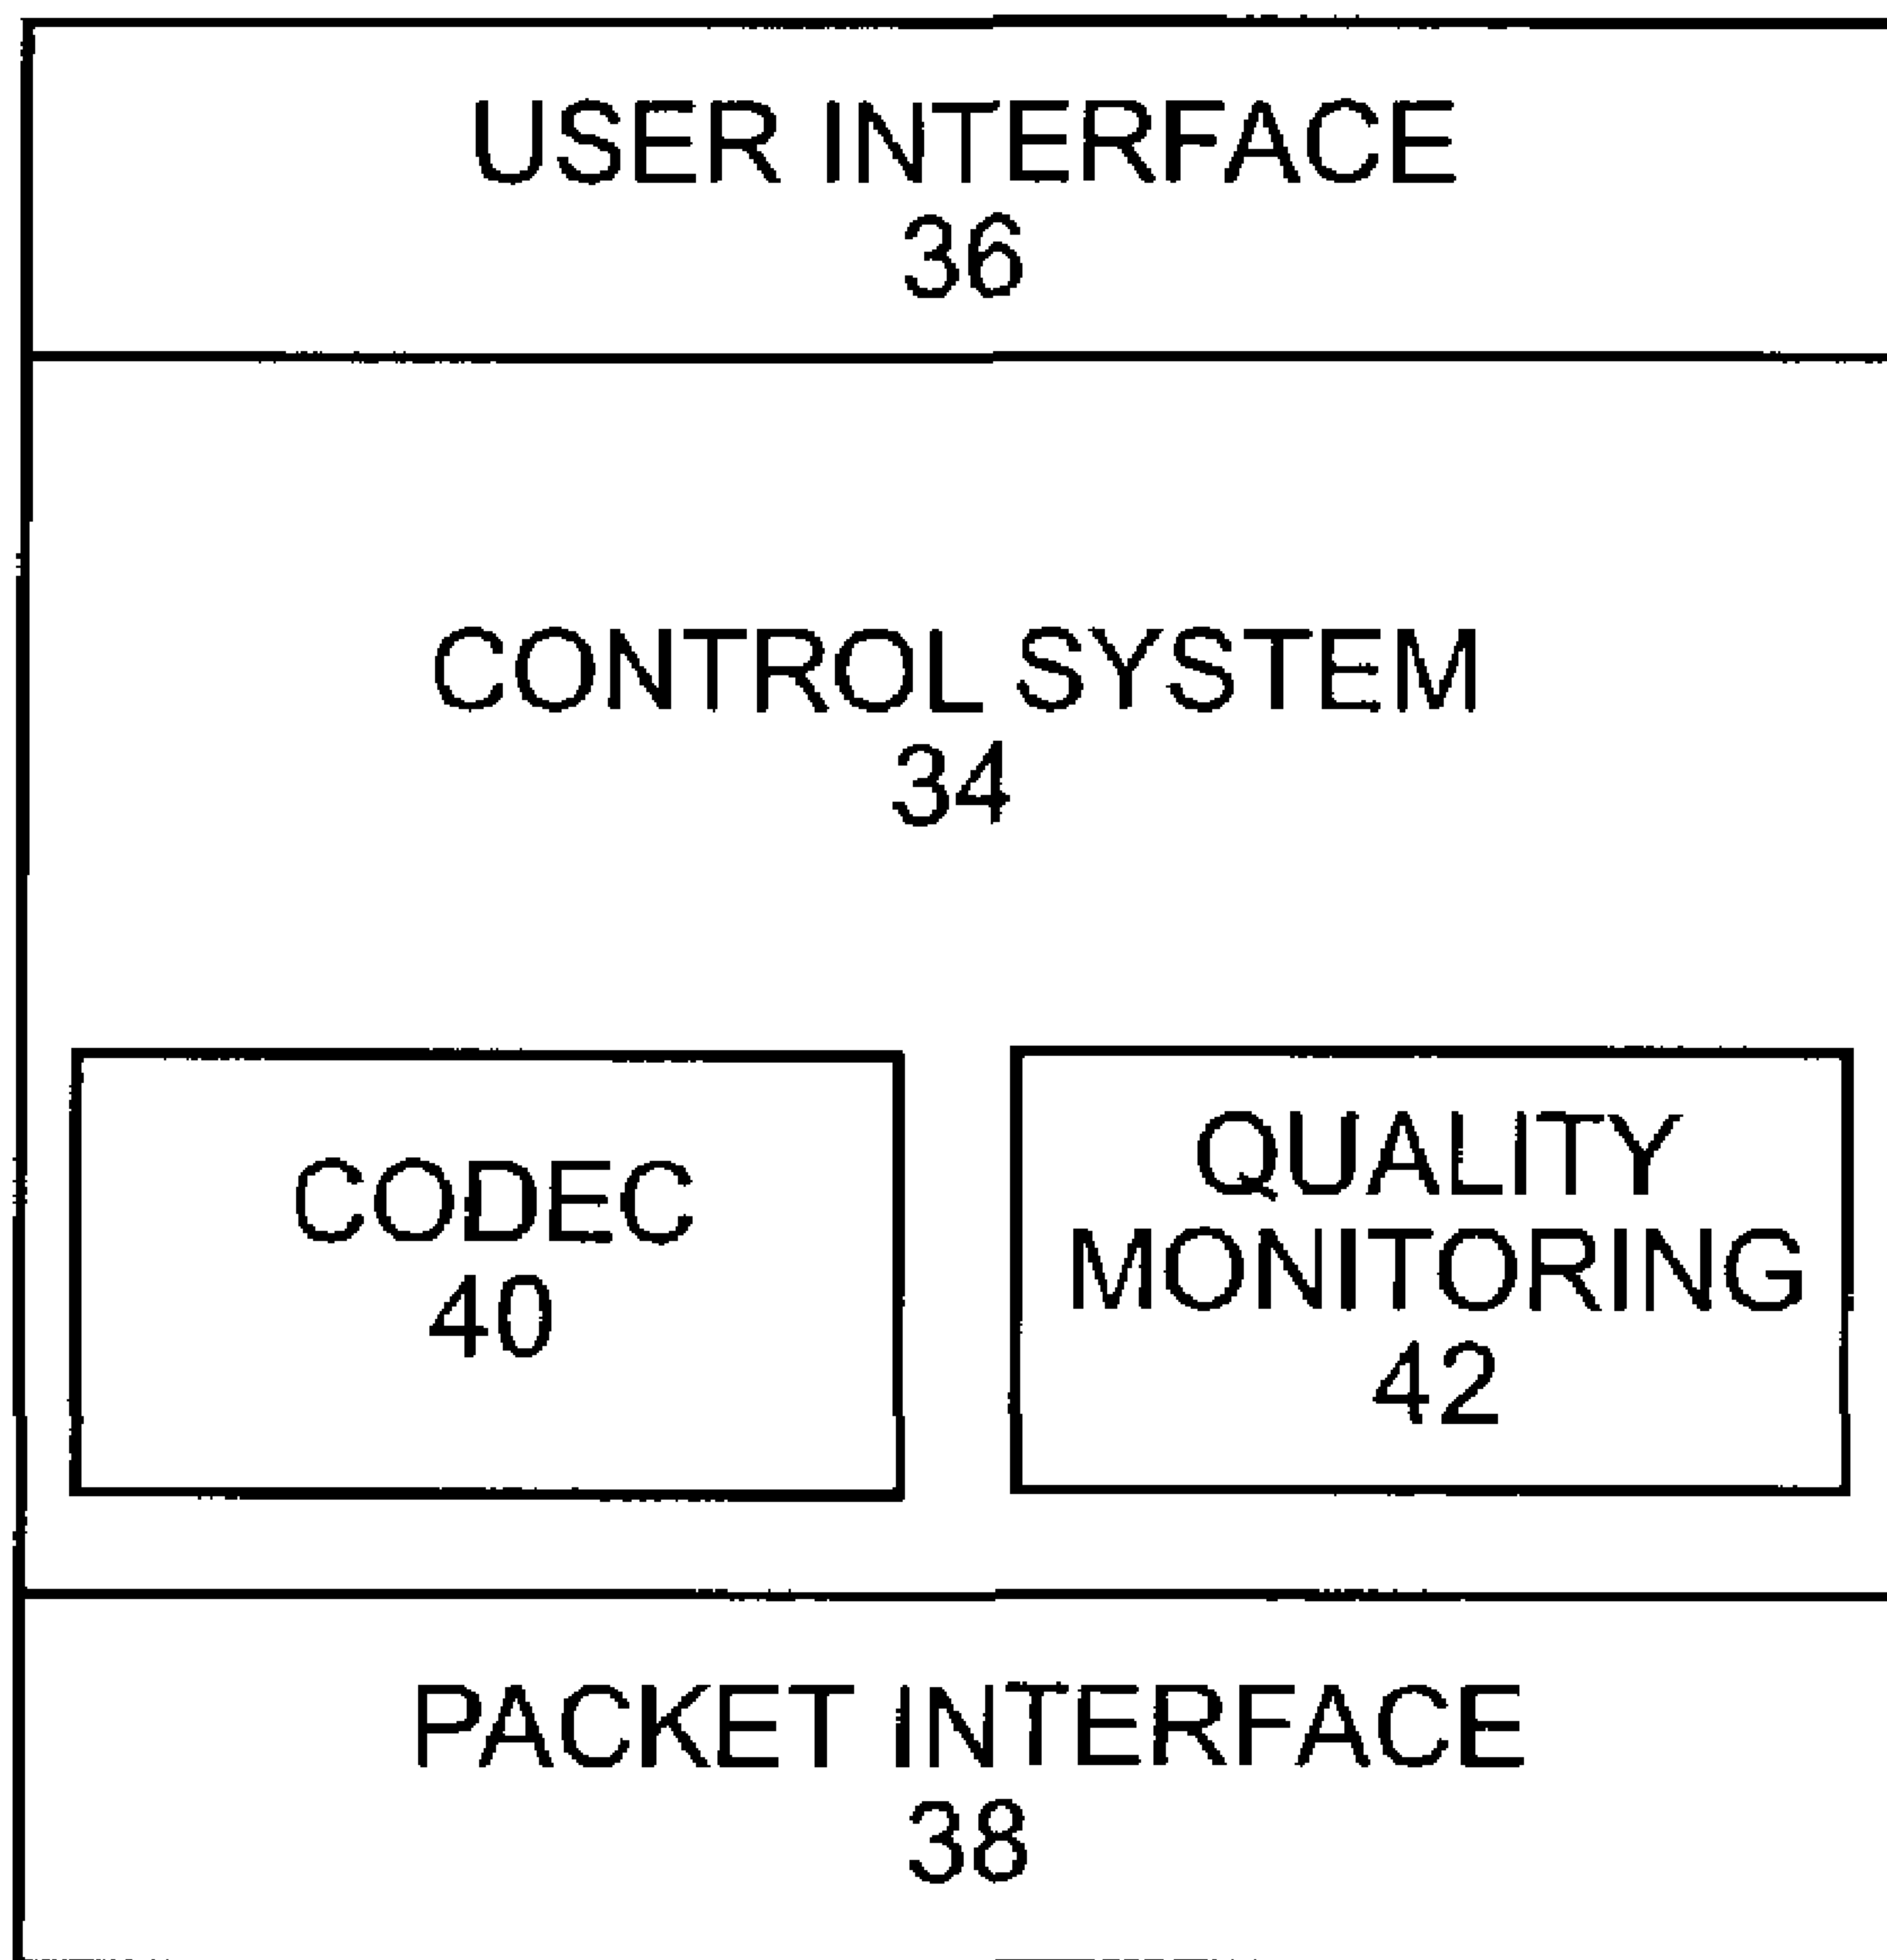 USER INTERFACE
36
CONTROL SYSTEM
34
CODEC
40
QUALITY
MONITORING
42
PACKET INTERFACE
38